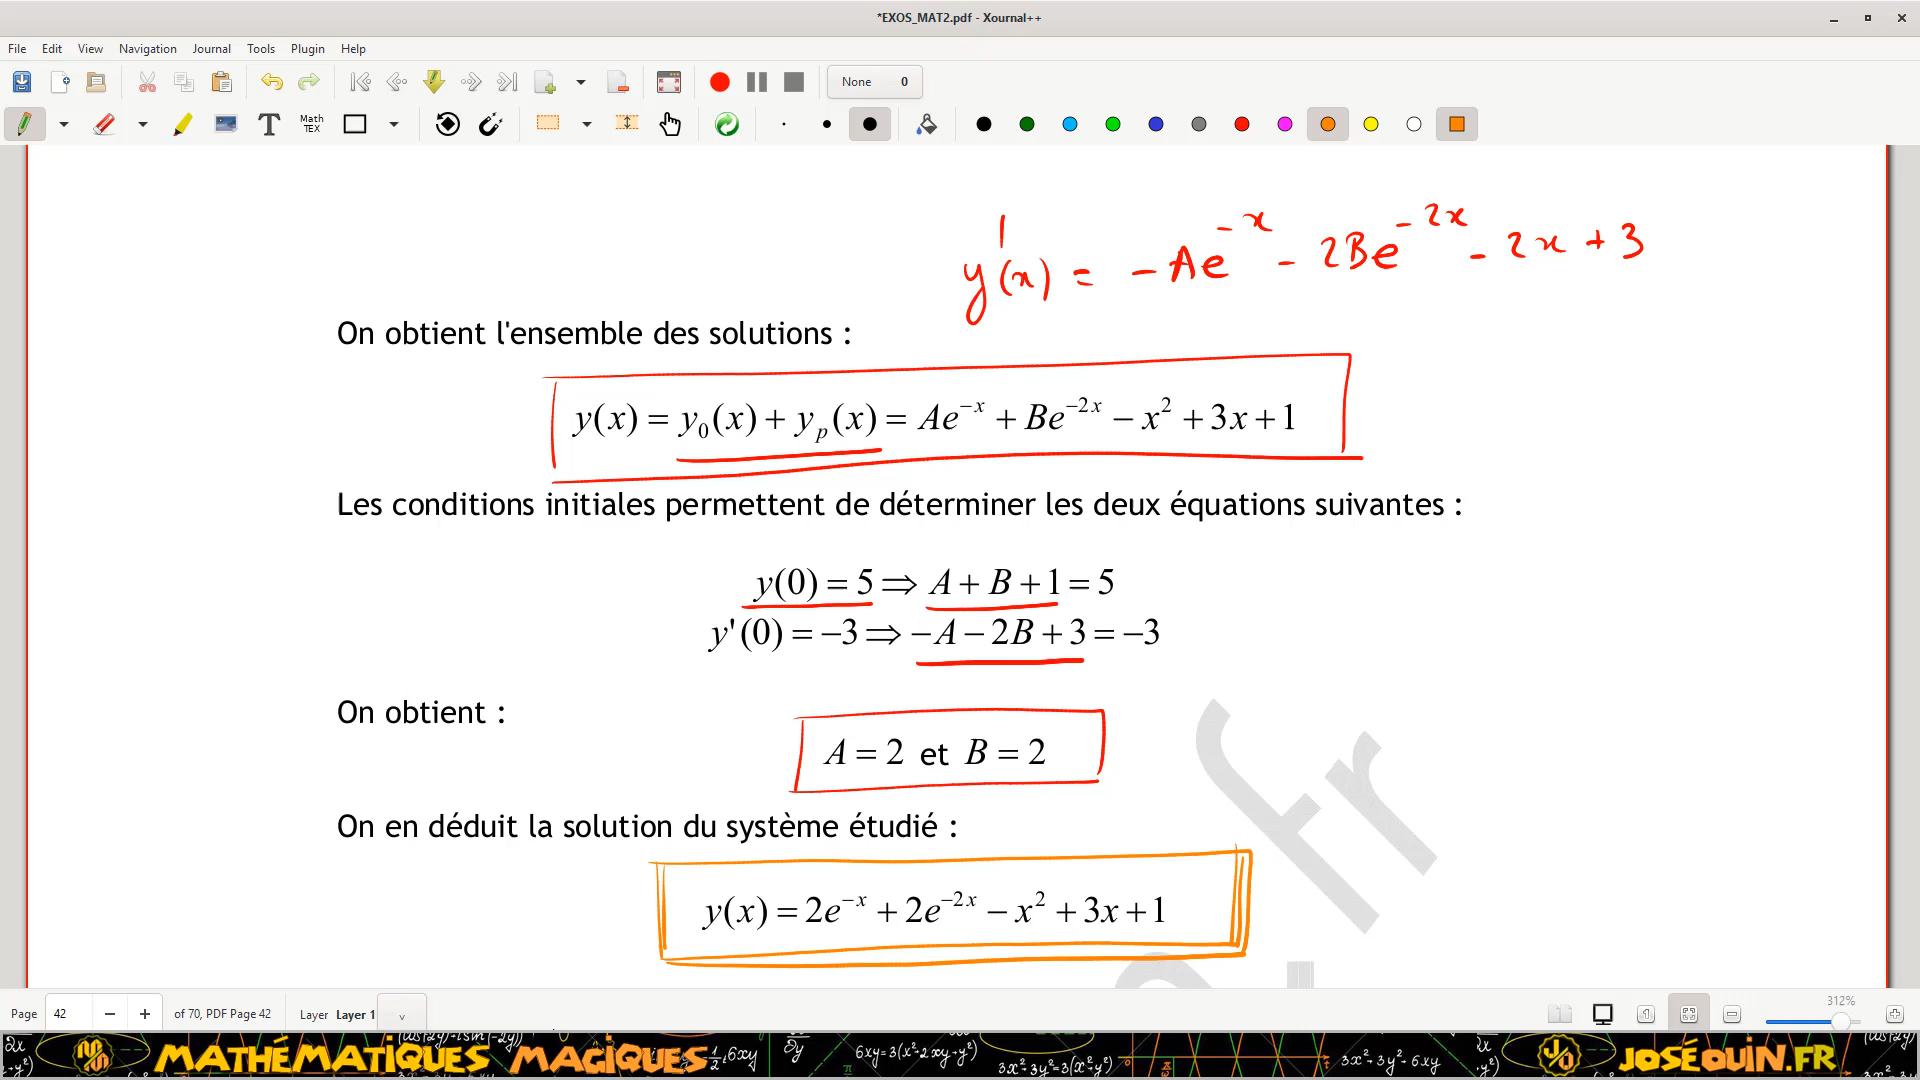 *EXOS_MAT2.pdf - Xournal++
File Edit View Navigation Journal Tools Plugin Help
None 0
Math TEX
y'(x) = -Ae^{-x} - 2Be^{-2x} - 2x + 3
On obtient l'ensemble des solutions :
y(x) = y_0(x) + y_p(x) = Ae^{-x} + Be^{-2x} - x^2 + 3x + 1
Les conditions initiales permettent de déterminer les deux équations suivantes :
y(0) = 5 ⇒ A + B + 1 = 5
y'(0) = -3 ⇒ -A - 2B + 3 = -3
On obtient :
A = 2 et B = 2
On en déduit la solution du système étudié :
y(x) = 2e^{-x} + 2e^{-2x} - x^2 + 3x + 1
fr
Page 42 - + of 70, PDF Page 42 Layer Layer 1 312%
MATHÉMATIQUES MAGIQUES JOSÉOUIN.FR